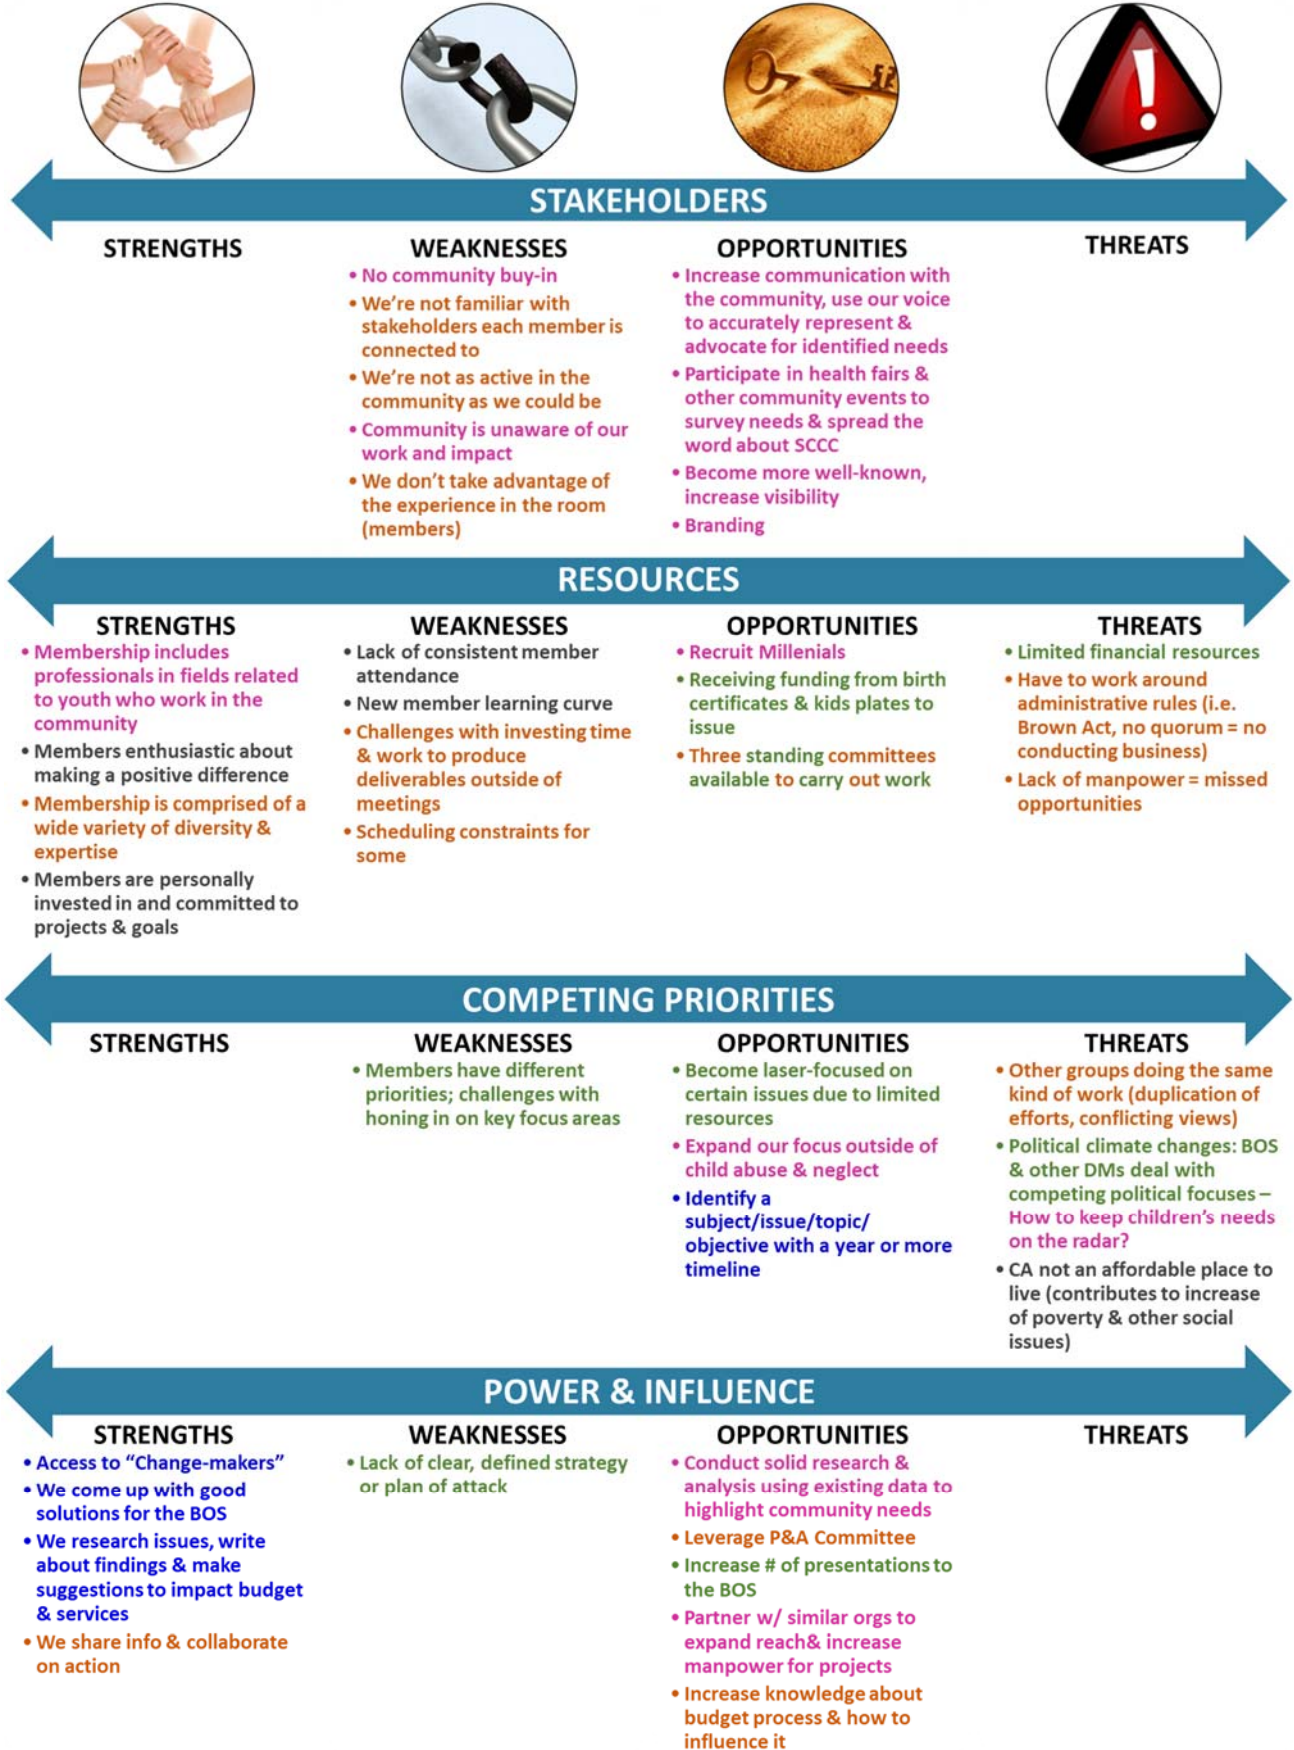 STAKEHOLDERS
STRENGTHS
WEAKNESSES
• No community buy-in
• We're not familiar with
stakeholders each member is
connected to
• We're not as active in the
community as we could be
• Community is unaware of our
work and impact
• We don't take advantage of
the experience in the room
(members)
OPPORTUNITIES
• Increase communication with
the community, use our voice
to accurately represent &
advocate for identified needs
• Participate in health fairs &
other community events to
survey needs & spread the
word about SCCC
• Become more well-known,
increase visibility
• Branding
THREATS
RESOURCES
STRENGTHS
• Membership includes
professionals in fields related
to youth who work in the
community
• Members enthusiastic about
making a positive difference
• Membership is comprised of a
wide variety of diversity &
expertise
• Members are personally
invested in and committed to
projects & goals
WEAKNESSES
• Lack of consistent member
attendance
• New member learning curve
• Challenges with investing time
& work to produce
deliverables outside of
meetings
• Scheduling constraints for
some
OPPORTUNITIES
• Recruit Millenials
• Receiving funding from birth
certificates & kids plates to
issue
• Three standing committees
available to carry out work
THREATS
• Limited financial resources
• Have to work around
administrative rules (i.e.
Brown Act, no quorum = no
conducting business)
• Lack of manpower = missed
opportunities
COMPETING PRIORITIES
STRENGTHS
WEAKNESSES
• Members have different
priorities; challenges with
honing in on key focus areas
OPPORTUNITIES
• Become laser-focused on
certain issues due to limited
resources
• Expand our focus outside of
child abuse & neglect
• Identify a
subject/issue/topic/
objective with a year or more
timeline
THREATS
• Other groups doing the same
kind of work (duplication of
efforts, conflicting views)
• Political climate changes: BOS
& other DMs deal with
competing political focuses –
How to keep children's needs
on the radar?
• CA not an affordable place to
live (contributes to increase
of poverty & other social
issues)
POWER & INFLUENCE
STRENGTHS
• Access to “Change-makers”
• We come up with good
solutions for the BOS
• We research issues, write
about findings & make
suggestions to impact budget
& services
• We share info & collaborate
on action
WEAKNESSES
• Lack of clear, defined strategy
or plan of attack
OPPORTUNITIES
• Conduct solid research &
analysis using existing data to
highlight community needs
• Leverage P&A Committee
• Increase # of presentations to
the BOS
• Partner w/ similar orgs to
expand reach& increase
manpower for projects
• Increase knowledge about
budget process & how to
influence it
THREATS